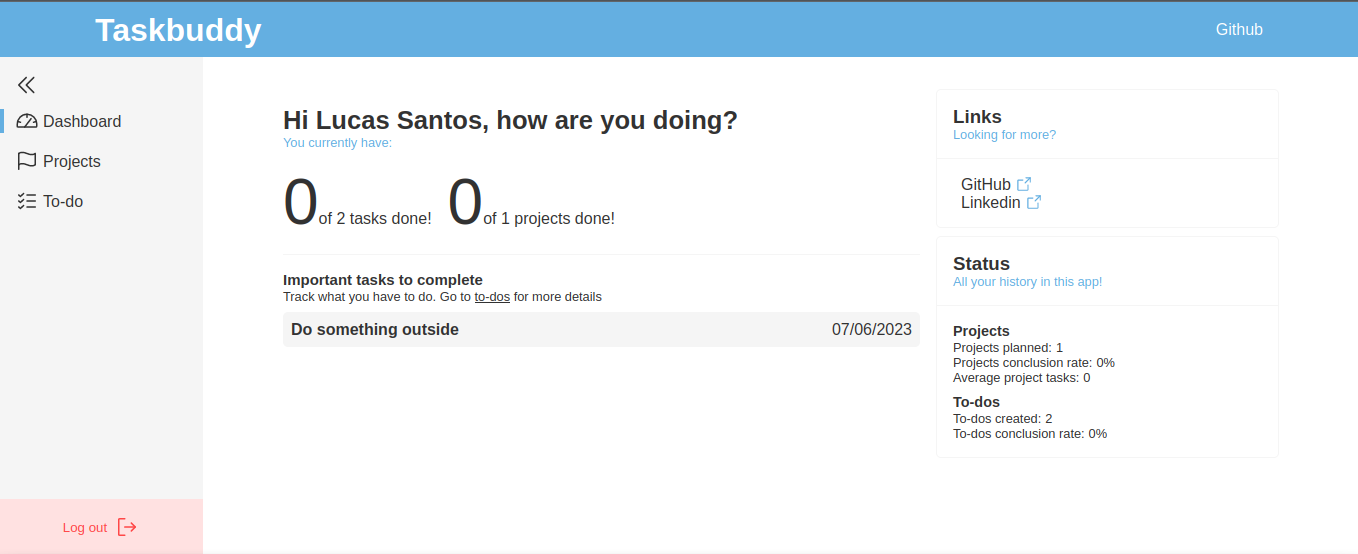 Taskbuddy
Github
Dashboard
Projects
To-do
Log out
Hi Lucas Santos, how are you doing?
You currently have:
0 of 2 tasks done! 0 of 1 projects done!
Important tasks to complete
Track what you have to do. Go to to-dos for more details
Do something outside 07/06/2023
Links
Looking for more?
GitHub
Linkedin
Status
All your history in this app!
Projects
Projects planned: 1
Projects conclusion rate: 0%
Average project tasks: 0
To-dos
To-dos created: 2
To-dos conclusion rate: 0%